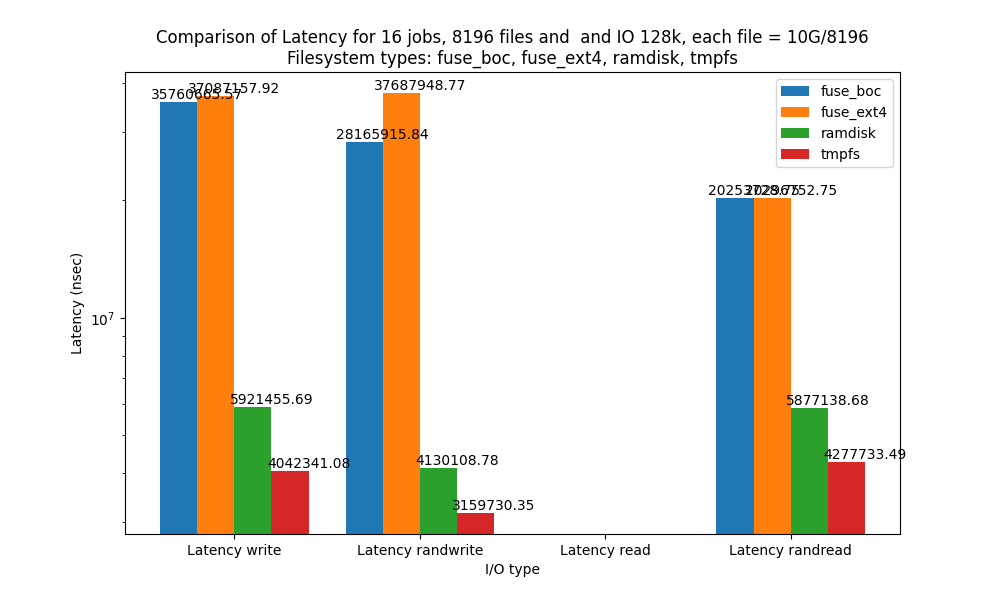 Comparison of Latency for 16 jobs, 8196 files and  and IO 128k, each file = 10G/8196
Filesystem types: fuse_boc, fuse_ext4, ramdisk, tmpfs
fuse_boc
fuse_ext4
ramdisk
tmpfs
Latency (nsec)
10⁷
35760665.57
37087157.92
5921455.69
4042341.08
28165915.84
37687948.77
4130108.78
3159730.35
5877138.68
4277733.49
Latency write
Latency randwrite
Latency read
Latency randread
I/O type